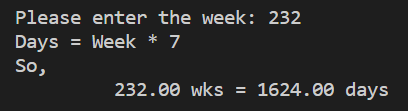 Please enter the week: 232
Days = Week * 7
So,
232.00 wks = 1624.00 days